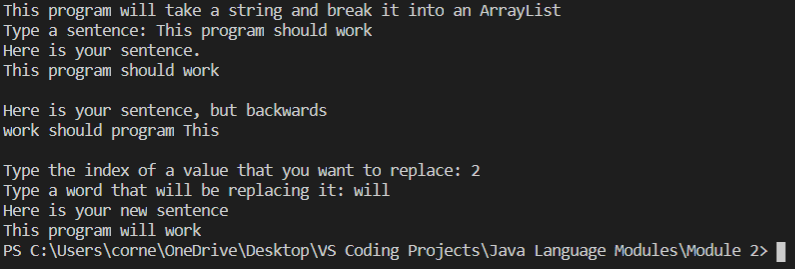 This program will take a string and break it into an ArrayList
Type a sentence: This program should work
Here is your sentence.
This program should work
Here is your sentence, but backwards
work should program This
Type the index of a value that you want to replace: 2
Type a word that will be replacing it: will
Here is your new sentence
This program will work
PS C:\Users\corne\OneDrive\Desktop\VS Coding Projects\Java Language Modules\Module 2>